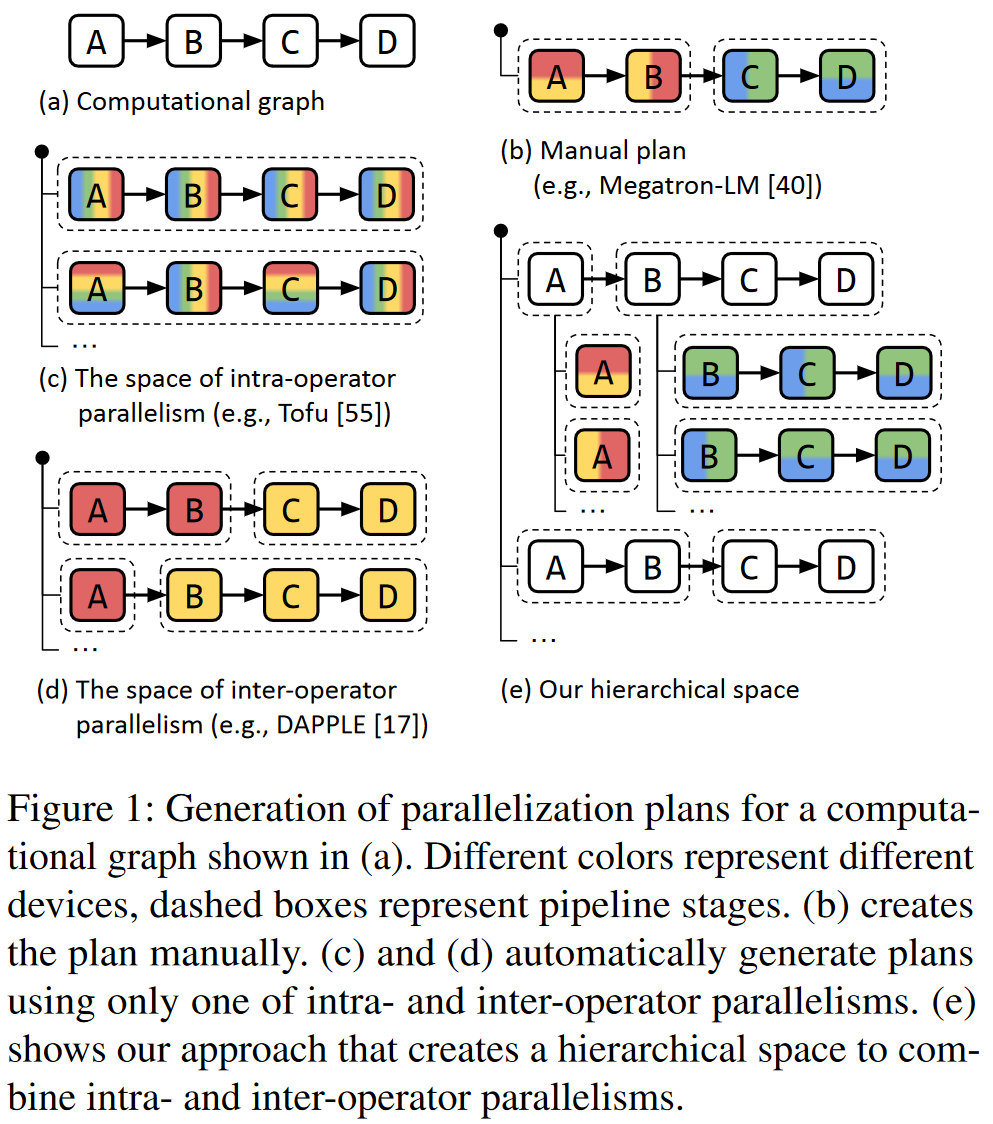 A B C D
(a) Computational graph
A B C D
(b) Manual plan
(e.g., Megatron-LM [40])
A B C D
A B C D
...
(c) The space of intra-operator
parallelism (e.g., Tofu [55])
A B C D
A B C D
...
(d) The space of inter-operator
parallelism (e.g., DAPPLE [17])
A B C D
A B C D
A B C D
... ...
A B C D
...
(e) Our hierarchical space
Figure 1: Generation of parallelization plans for a computa-
tional graph shown in (a). Different colors represent different
devices, dashed boxes represent pipeline stages. (b) creates
the plan manually. (c) and (d) automatically generate plans
using only one of intra- and inter-operator parallelisms. (e)
shows our approach that creates a hierarchical space to com-
bine intra- and inter-operator parallelisms.